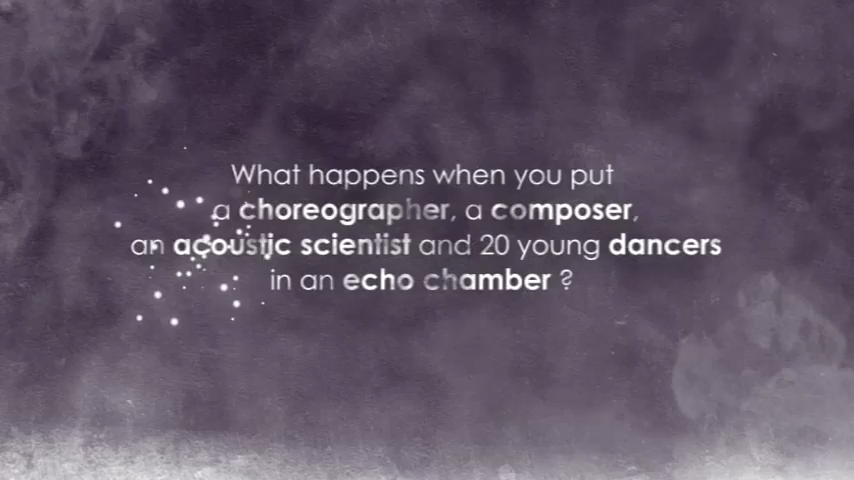 What happens when you put
a choreographer, a composer,
an acoustic scientist and 20 young dancers
in an echo chamber ?